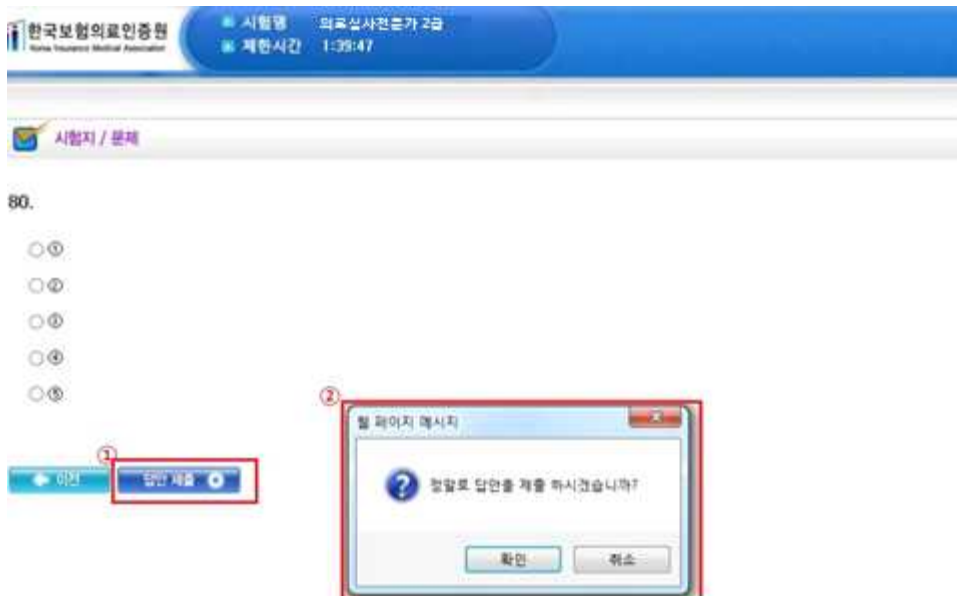 한국보험의료인증원
Korea Insurance Medical Association
시험명 의료심사전문가 2급
제한시간 1:39:47
시험지 / 문제
80.
①
②
③
④
⑤
①
이전
답안 제출
②
웹 페이지 메시지
정말로 답안을 제출 하시겠습니까?
확인
취소